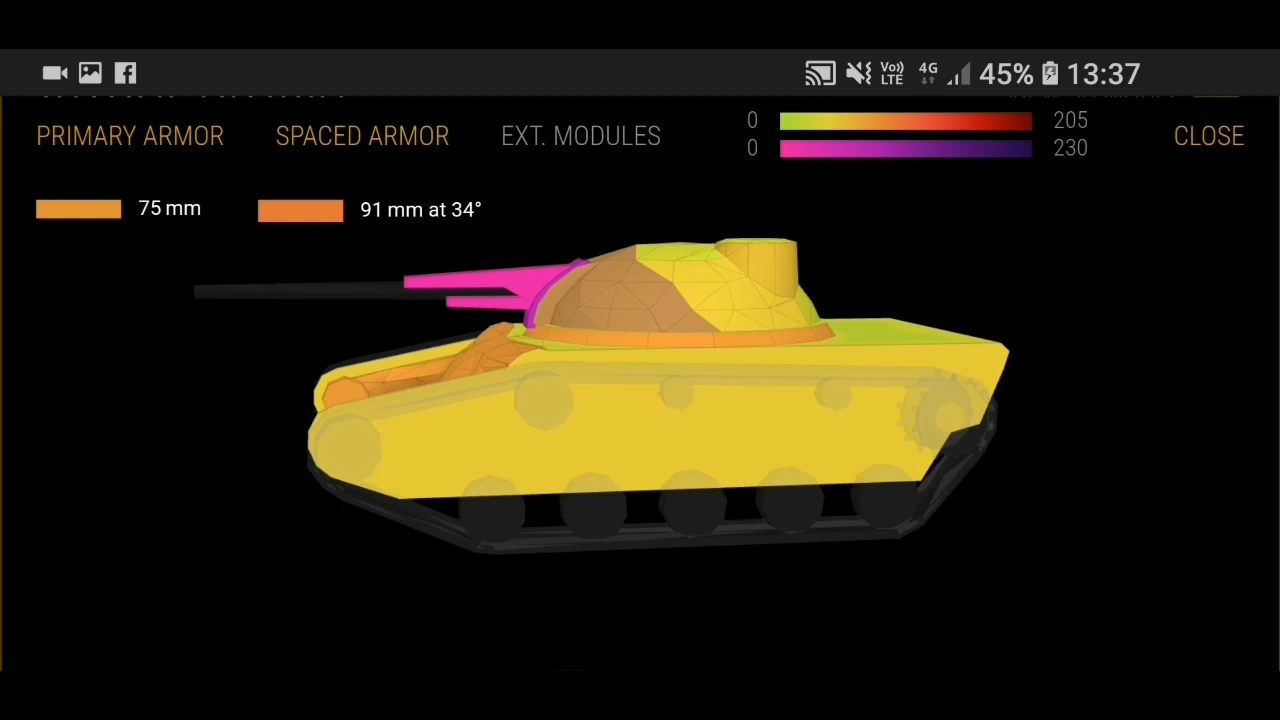 Vo)) LTE 4G 45% 13:37
PRIMARY ARMOR SPACED ARMOR EXT. MODULES 0 205 CLOSE
0 230
75 mm 91 mm at 34°